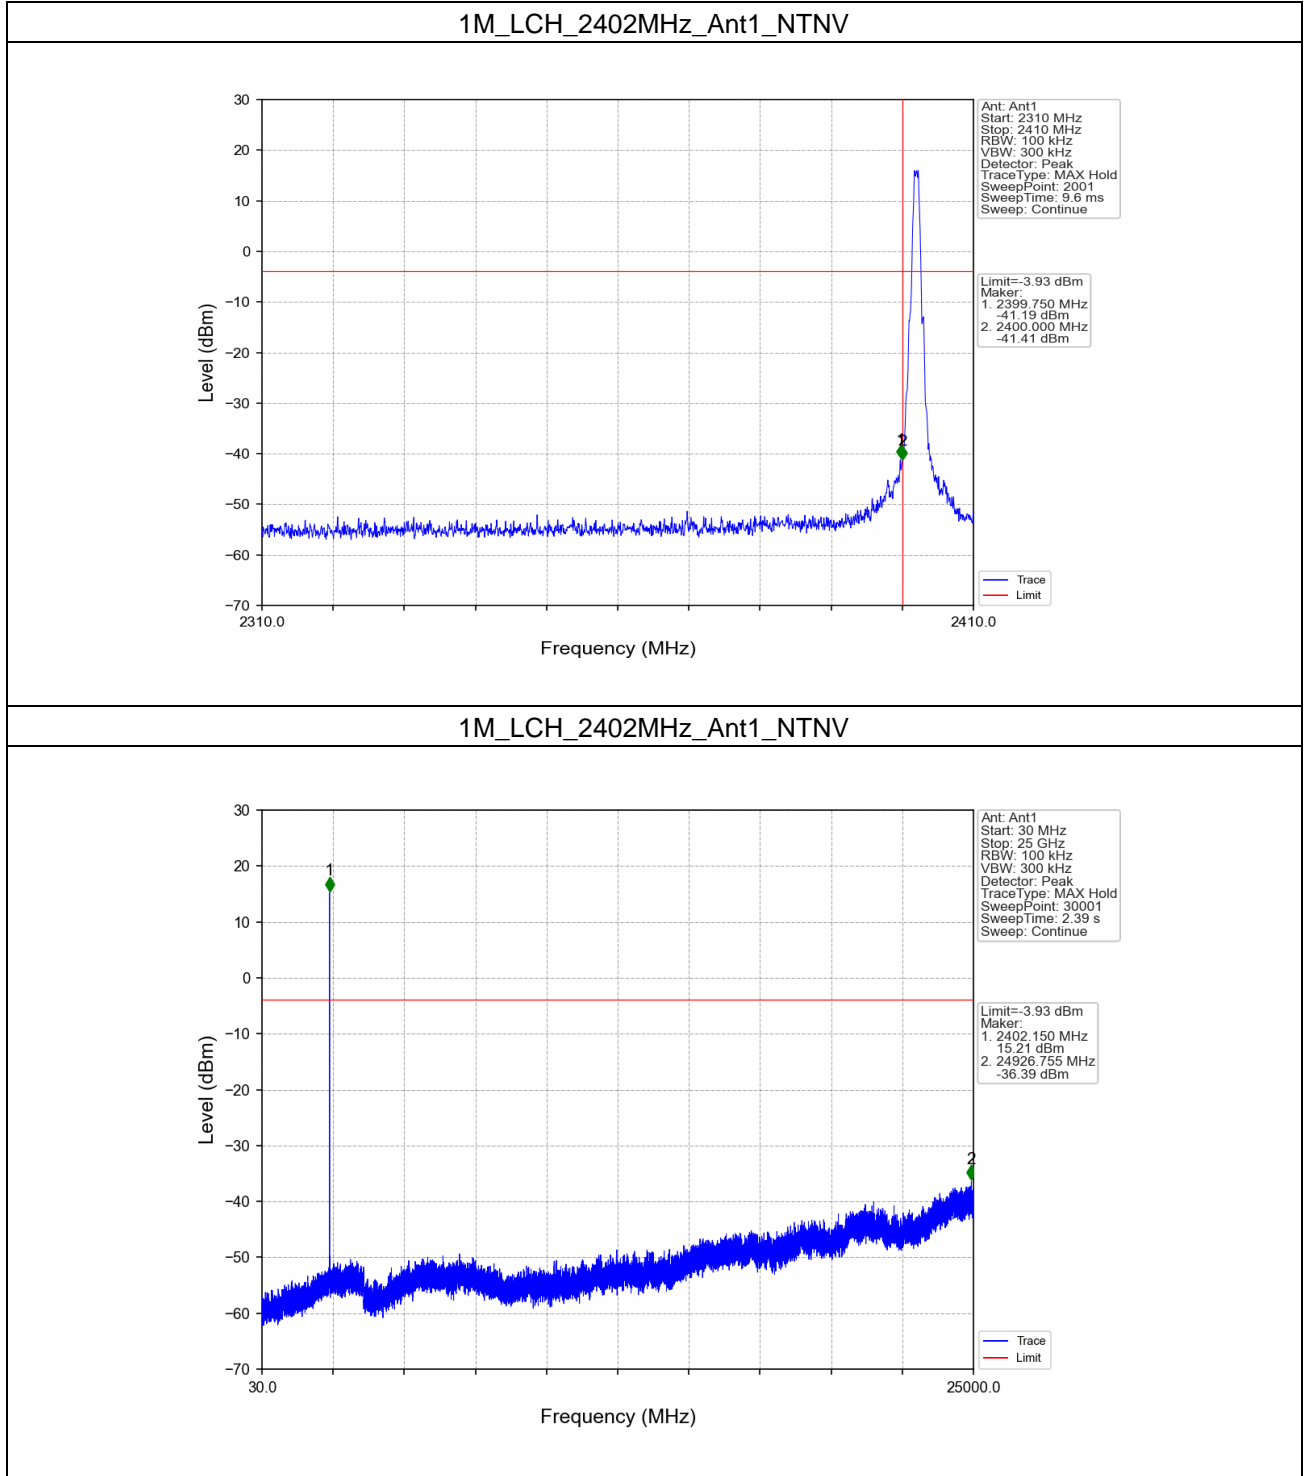 1M_LCH_2402MHz_Ant1_NTNV
30
20
10
0
−10
−20
−30
−40
−50
−60
−70
Level (dBm)
2310.0
2410.0
Frequency (MHz)
1
2
Ant: Ant1
Start: 2310 MHz
Stop: 2410 MHz
RBW: 100 kHz
VBW: 300 kHz
Detector: Peak
TraceType: MAX Hold
SweepPoint: 2001
SweepTime: 9.6 ms
Sweep: Continue
Limit=-3.93 dBm
Maker:
1. 2399.750 MHz
-41.19 dBm
2. 2400.000 MHz
-41.41 dBm
Trace
Limit
1M_LCH_2402MHz_Ant1_NTNV
30
20
10
0
−10
−20
−30
−40
−50
−60
−70
Level (dBm)
30.0
25000.0
Frequency (MHz)
1
2
Ant: Ant1
Start: 30 MHz
Stop: 25 GHz
RBW: 100 kHz
VBW: 300 kHz
Detector: Peak
TraceType: MAX Hold
SweepPoint: 30001
SweepTime: 2.39 s
Sweep: Continue
Limit=-3.93 dBm
Maker:
1. 2402.150 MHz
15.21 dBm
2. 24926.755 MHz
-36.39 dBm
Trace
Limit